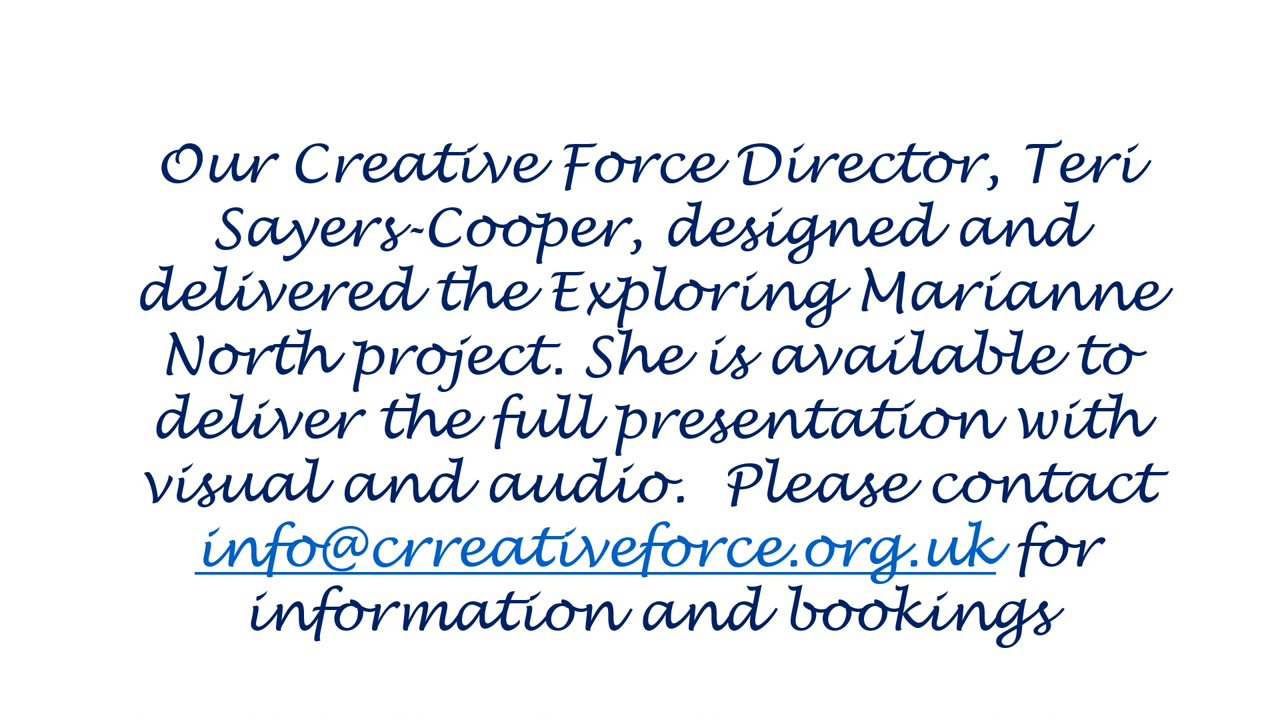 Our Creative Force Director, Teri
Sayers-Cooper, designed and
delivered the Exploring Marianne
North project. She is available to
deliver the full presentation with
visual and audio.  Please contact
info@crreativeforce.org.uk for
information and bookings